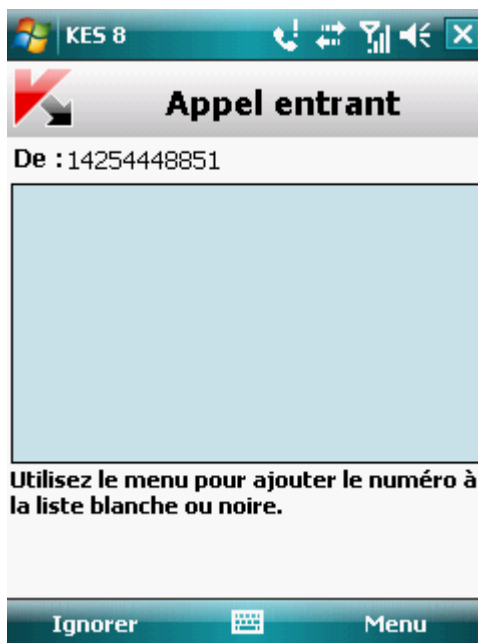 KES 8
Appel entrant
De : 14254448851
Utilisez le menu pour ajouter le numéro à
la liste blanche ou noire.
Ignorer Menu